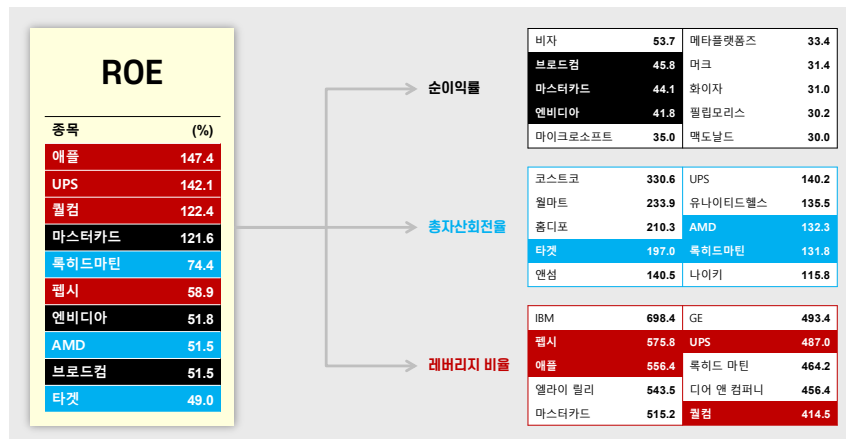 ROE
종목 (%)
애플 147.4
UPS 142.1
퀄컴 122.4
마스터카드 121.6
록히드마틴 74.4
펩시 58.9
엔비디아 51.8
AMD 51.5
브로드컴 51.5
타겟 49.0
순이익률
비자 53.7 메타플랫폼즈 33.4
브로드컴 45.8 머크 31.4
마스터카드 44.1 화이자 31.0
엔비디아 41.8 필립모리스 30.2
마이크로소프트 35.0 맥도날드 30.0
총자산회전율
코스트코 330.6 UPS 140.2
월마트 233.9 유나이티드헬스 135.5
홈디포 210.3 AMD 132.3
타겟 197.0 록히드마틴 131.8
앤섬 140.5 나이키 115.8
레버리지 비율
IBM 698.4 GE 493.4
펩시 575.8 UPS 487.0
애플 556.4 록히드 마틴 464.2
엘라이 릴리 543.5 디어 앤 컴퍼니 456.4
마스터카드 515.2 퀄컴 414.5